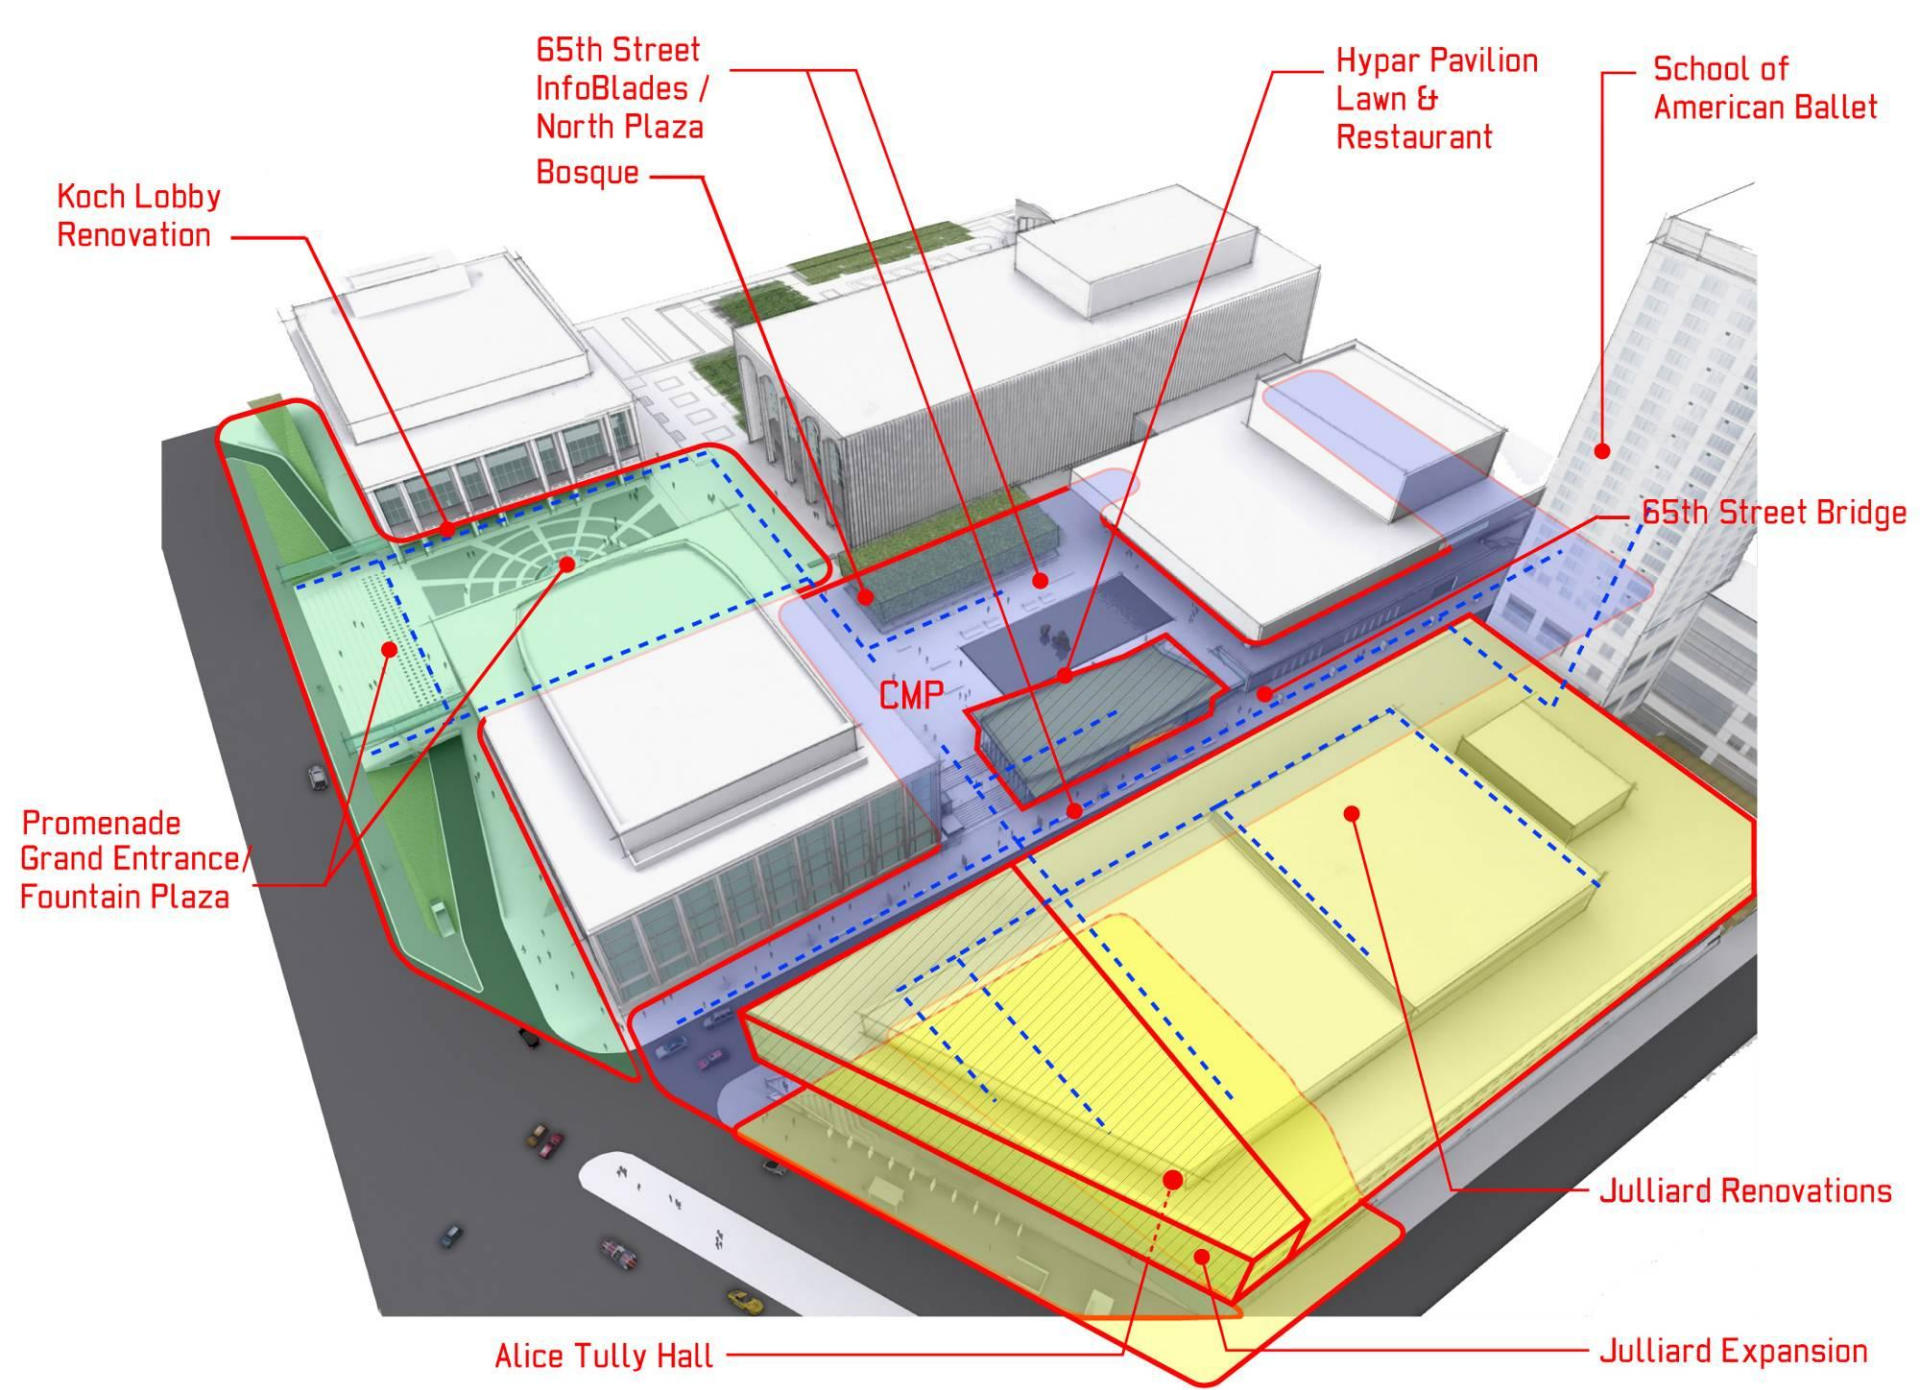 65th Street
InfoBlades /
North Plaza
Bosque
Hypar Pavilion
Lawn &
Restaurant
School of
American Ballet
Koch Lobby
Renovation
65th Street Bridge
CMP
Promenade
Grand Entrance/
Fountain Plaza
Julliard Renovations
Alice Tully Hall
Julliard Expansion